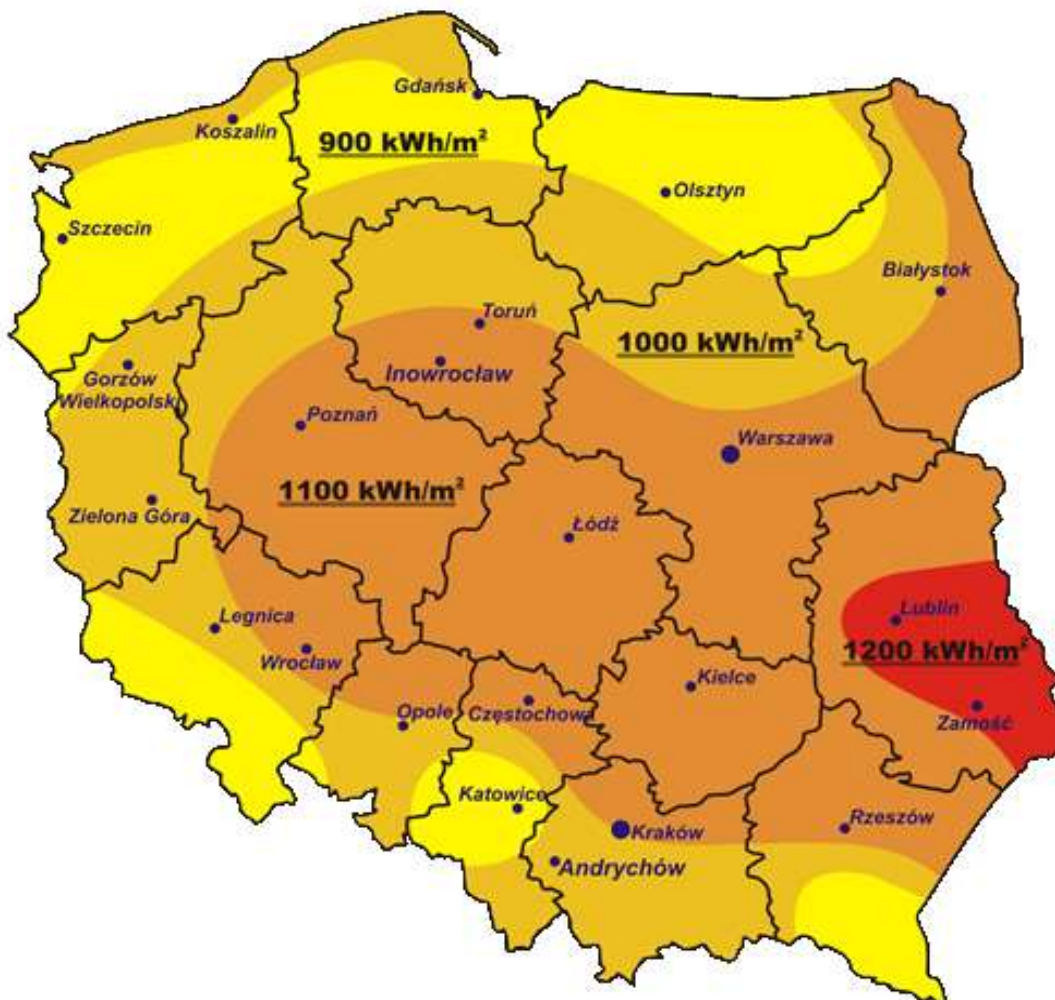 Gdańsk
Koszalin
900 kWh/m²
Olsztyn
Szczecin
Białystok
Toruń
1000 kWh/m²
Inowrocław
Gorzów
Wielkopolski
Poznań
Warszawa
1100 kWh/m²
Zielona Góra
Łódź
Legnica
Lublin
Wrocław
1200 kWh/m²
Kielce
Opole
Częstochowa
Zamość
Katowice
Kraków
Rzeszów
Andrychów